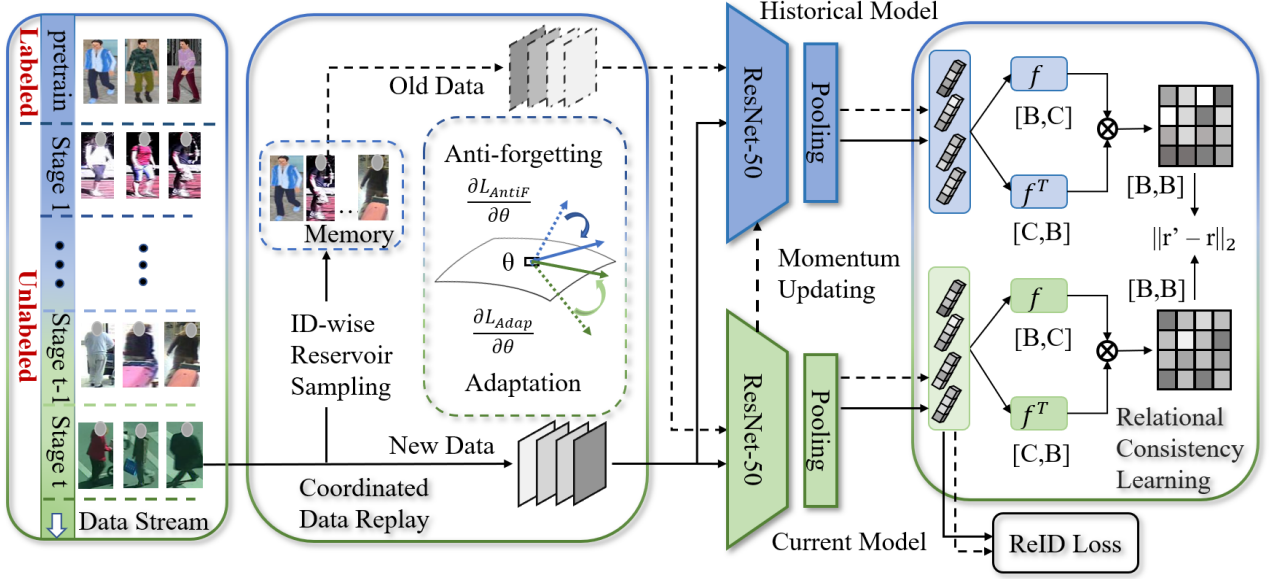 Labeled
pretrain
Stage 1
Unlabeled
Stage t-1
Stage t
Data Stream
Old Data
Memory
ID-wise
Reservoir
Sampling
New Data
Coordinated
Data Replay
Anti-forgetting
∂L_AntiF
∂θ
θ
∂L_Adap
∂θ
Adaptation
Historical Model
ResNet-50
Pooling
Momentum
Updating
ResNet-50
Pooling
Current Model
f
[B,C]
f^T
[C,B]
[B,B]
||r' − r||₂
[B,B]
f
[B,C]
f^T
[C,B]
Relational
Consistency
Learning
ReID Loss